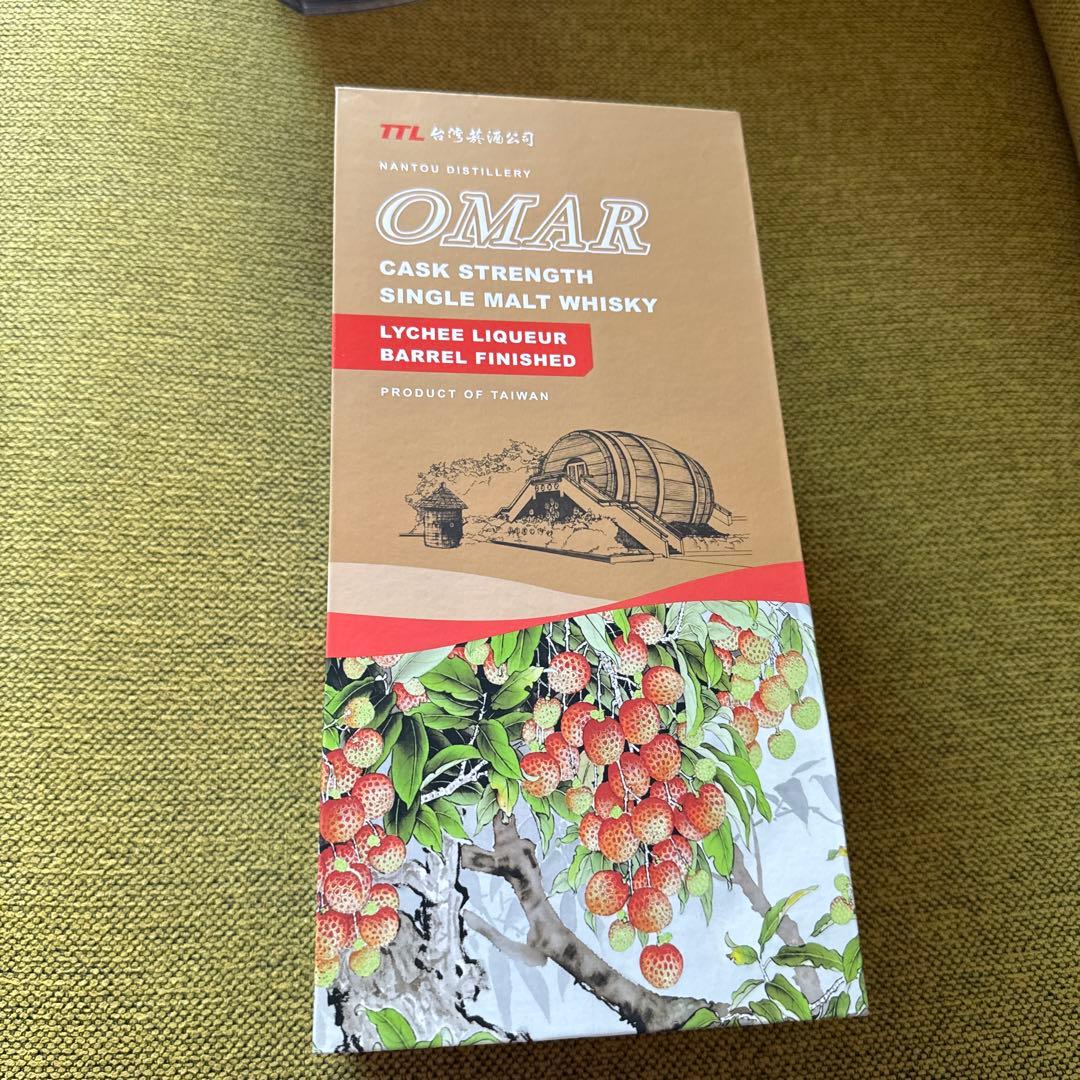 TTL 台湾菸酒公司
NANTOU DISTILLERY
OMAR
CASK STRENGTH
SINGLE MALT WHISKY
LYCHEE LIQUEUR
BARREL FINISHED
PRODUCT OF TAIWAN